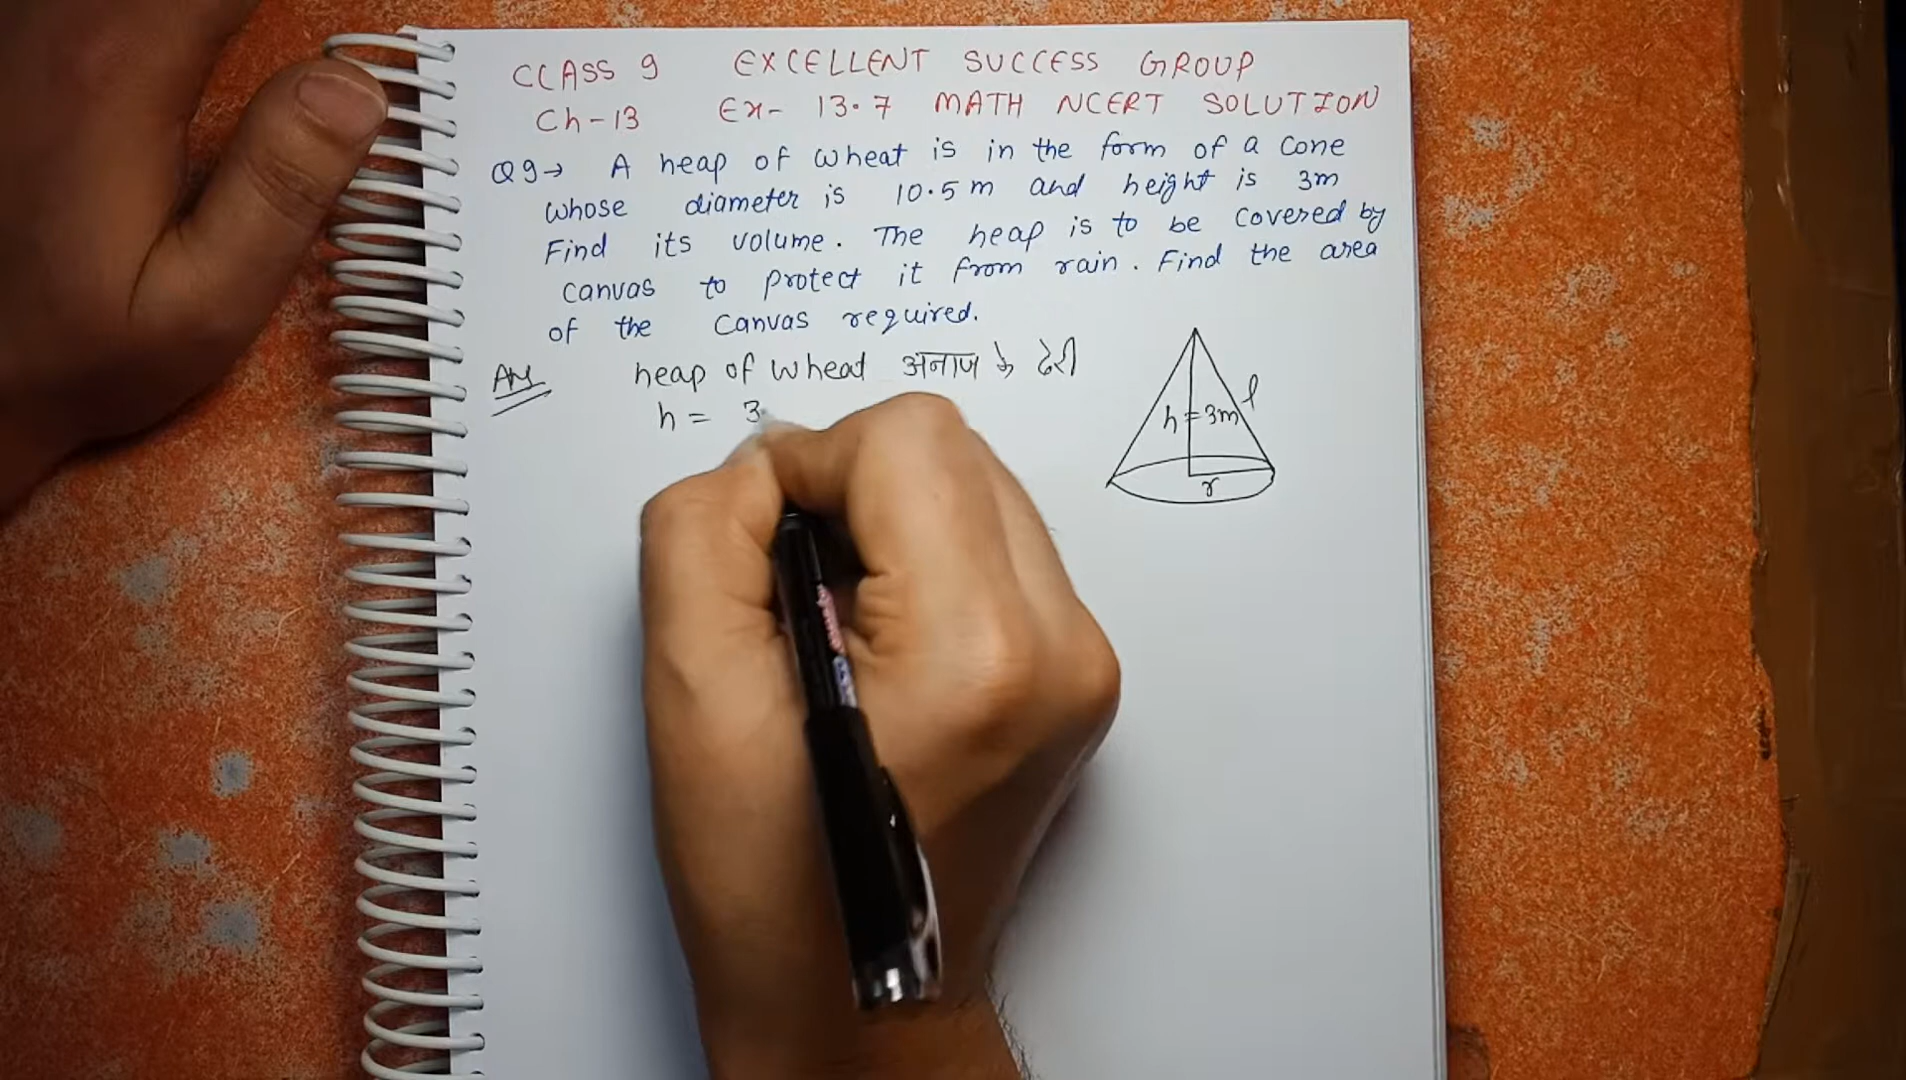 CLASS 9 EXCELLENT SUCCESS GROUP
Ch-13 Ex- 13.7 MATH NCERT SOLUTION
Q9→ A heap of wheat is in the form of a cone
whose diameter is 10.5 m and height is 3m
Find its volume. The heap is to be covered by
canvas to protect it from rain. Find the area
of the canvas required.
Ans heap of wheat अनाज के ढेरी
h = 3
h = 3m
l
r